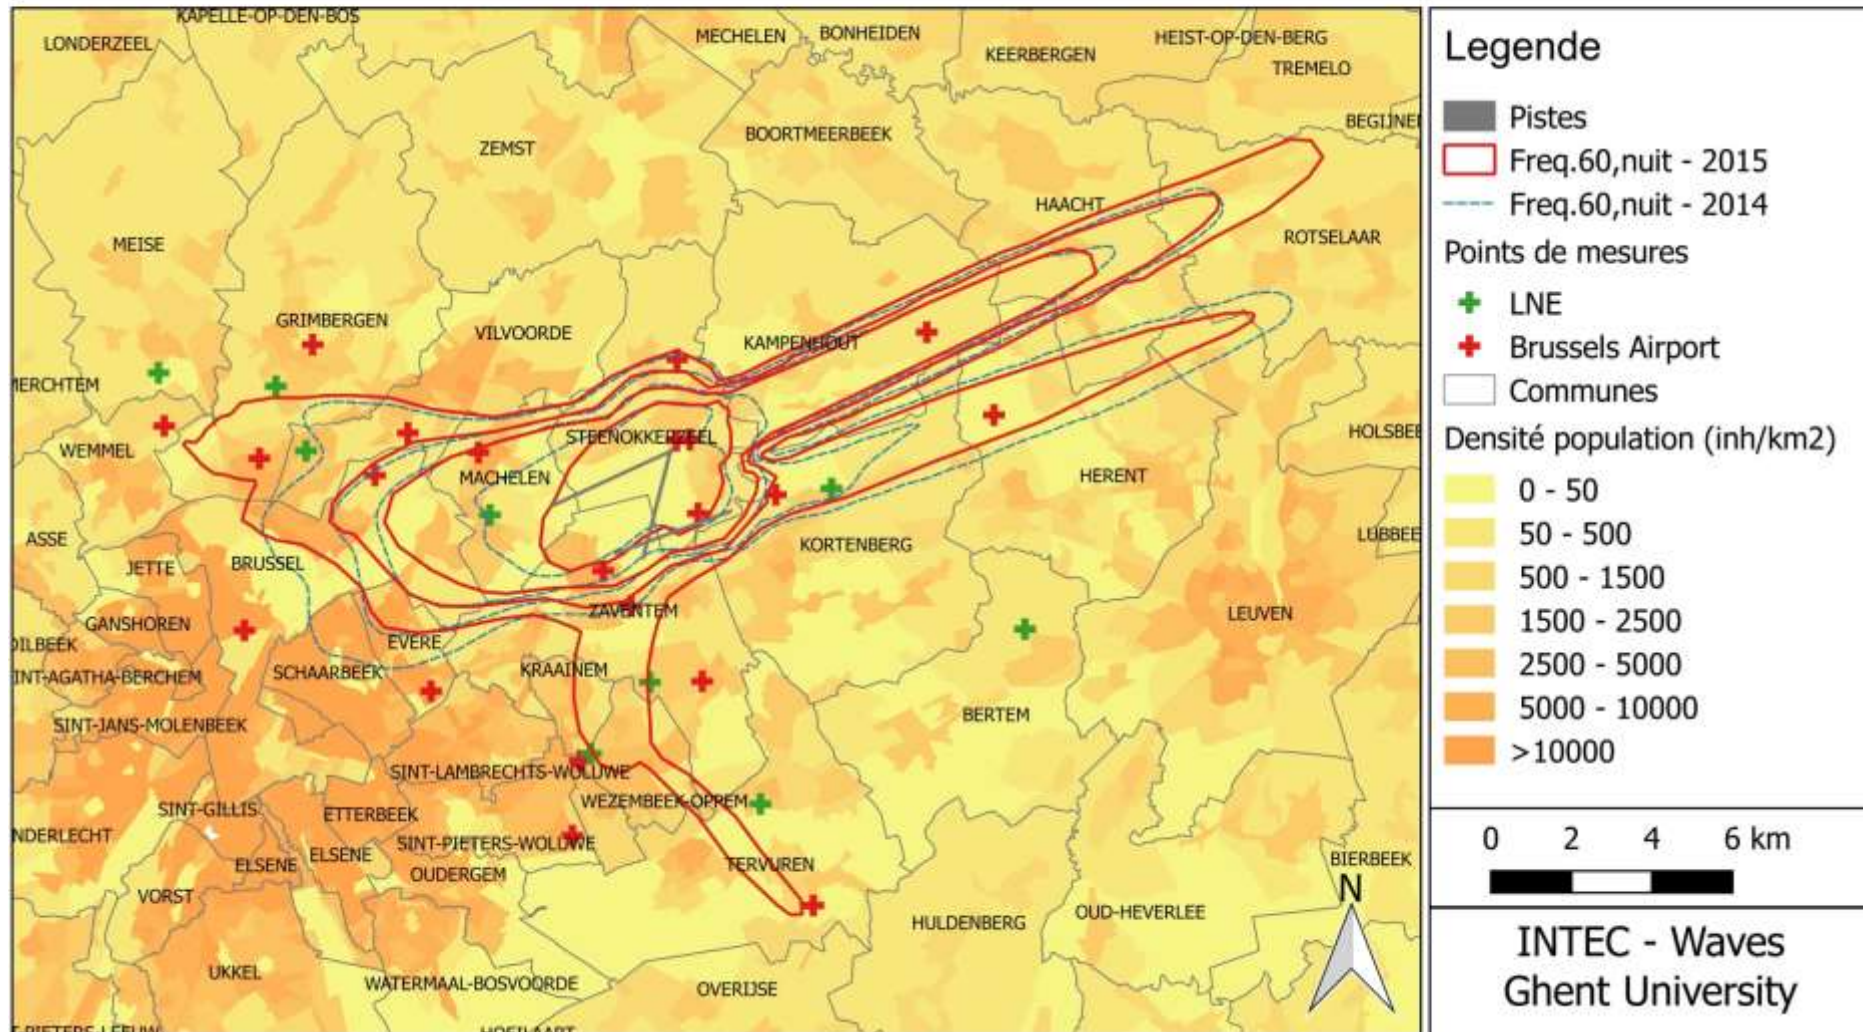 KAPELLE-OP-DEN-BOS
LONDERZEEL
MECHELEN
BONHEIDEN
KEERBERGEN
HEIST-OP-DEN-BERG
TREMELO
BEGIJNE
ZEMST
BOORTMEERBEEK
HAACHT
ROTSELAAR
MEISE
GRIMBERGEN
VILVOORDE
KAMPENHOUT
MERCHTEM
WEMMEL
STEENOKKERZEEL
HOLSBEE
MACHELEN
HERENT
ASSE
JETTE
BRUSSEL
KORTENBERG
LUBBEE
GANSHOREN
ZAVENTEM
LEUVEN
DILBEEK
EVERE
INT-AGATHA-BERCHEM
SCHAARBEEK
KRAAINEM
SINT-JANS-MOLENBEEK
BERTEM
SINT-LAMBRECHTS-WOLUWE
SINT-GILLIS
ETTERBEEK
WEZEMBEEK-OPPEM
NDERLECHT
ELSENE
ELSENE
SINT-PIETERS-WOLUWE
OUDERGEM
TERVUREN
BIERBEEK
VORST
HULDENBERG
OUD-HEVERLEE
UKKEL
WATERMAAL-BOSVOORDE
OVERIJSE
T-PIETERS-LEEUW
HOEILAART
N
Legende
Pistes
Freq.60,nuit - 2015
Freq.60,nuit - 2014
Points de mesures
LNE
Brussels Airport
Communes
Densité population (inh/km2)
0 - 50
50 - 500
500 - 1500
1500 - 2500
2500 - 5000
5000 - 10000
>10000
0 2 4 6 km
INTEC - Waves
Ghent University